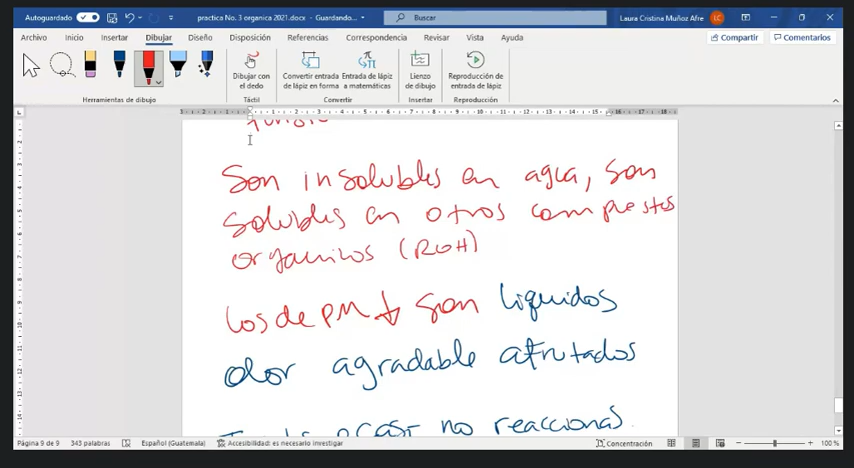 Autoguardado
practica No. 3 organica 2021.docx - Guardando...
Buscar
Laura Cristina Muñoz Afre
LC
Archivo Inicio Insertar Dibujar Diseño Disposición Referencias Correspondencia Revisar Vista Ayuda
Compartir
Comentarios
Dibujar con el dedo
Convertir entrada de lápiz en forma
Entrada de lápiz a matemáticas
Lienzo de dibujo
Reproducción de entrada de lápiz
Herramientas de dibujo
Táctil
Convertir
Insertar
Reproducción
Son insolubles en agua, son
solubles en otros compuestos
organicos (ROH)
Los de PM ↓ son líquidos
olor agradable afrutados
no reaccionas.
Página 9 de 9 343 palabras Español (Guatemala) Accesibilidad: es necesario investigar
Concentración
100 %